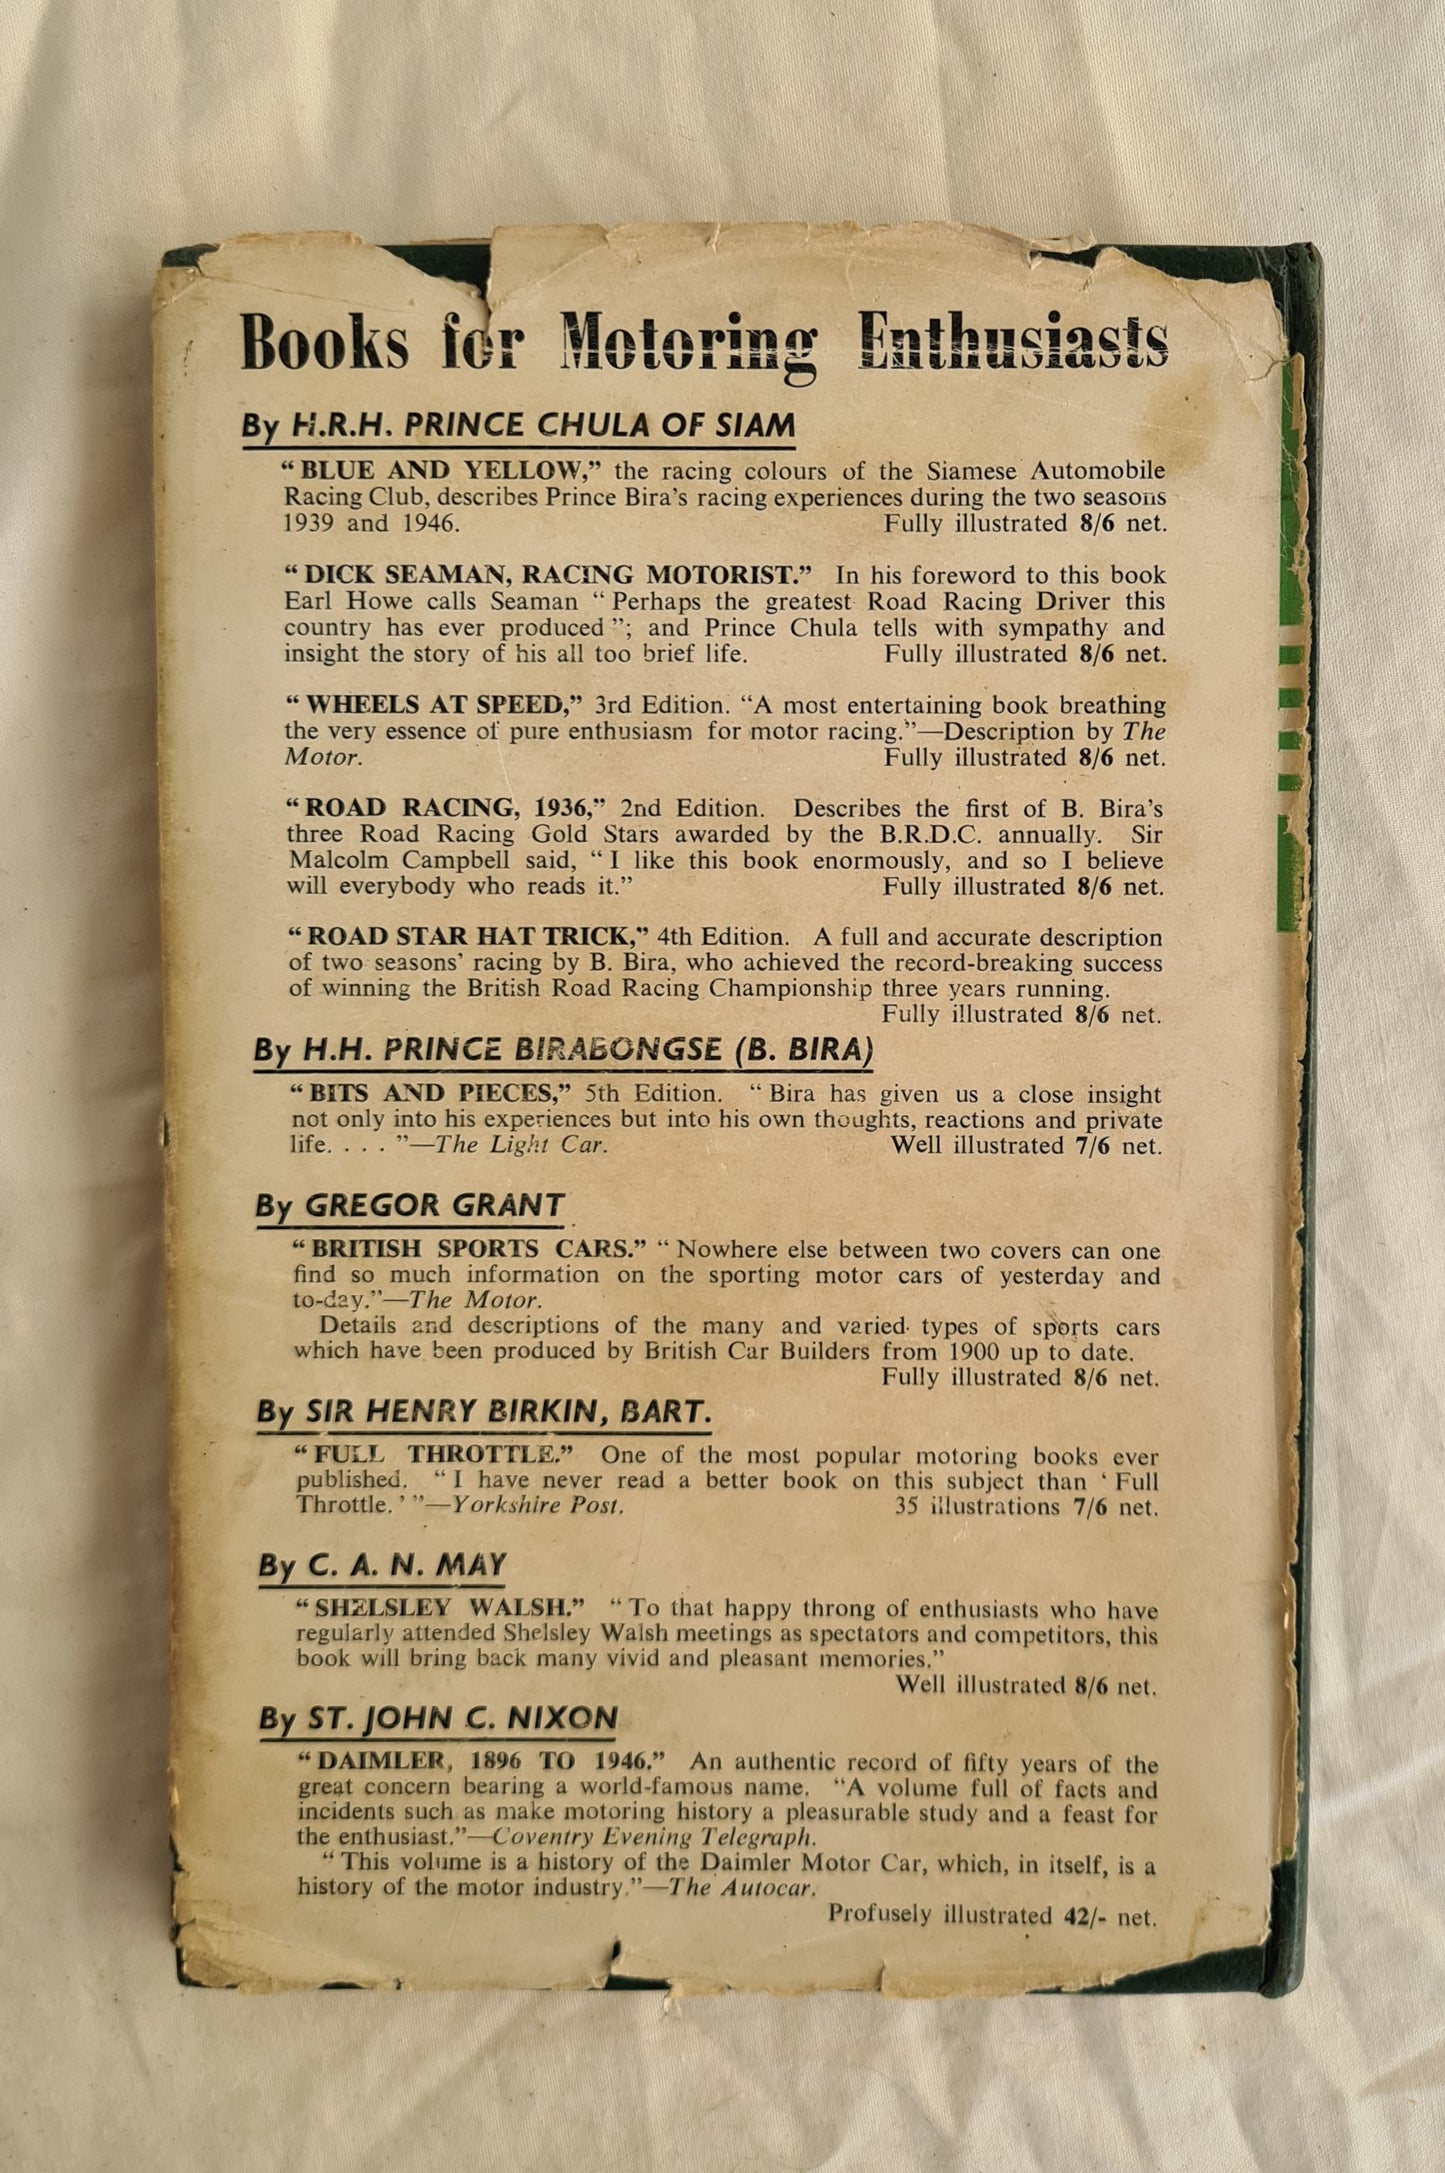 Books for Motoring Enthusiasts
By H.R.H. PRINCE CHULA OF SIAM
“BLUE AND YELLOW,” the racing colours of the Siamese Automobile
Racing Club, describes Prince Bira’s racing experiences during the two seasons
1939 and 1946. Fully illustrated 8/6 net.
“DICK SEAMAN, RACING MOTORIST.” In his foreword to this book
Earl Howe calls Seaman “Perhaps the greatest Road Racing Driver this
country has ever produced”; and Prince Chula tells with sympathy and
insight the story of his all too brief life. Fully illustrated 8/6 net.
“WHEELS AT SPEED,” 3rd Edition. “A most entertaining book breathing
the very essence of pure enthusiasm for motor racing.”—Description by The
Motor. Fully illustrated 8/6 net.
“ROAD RACING, 1936,” 2nd Edition. Describes the first of B. Bira’s
three Road Racing Gold Stars awarded by the B.R.D.C. annually. Sir
Malcolm Campbell said, “I like this book enormously, and so I believe
will everybody who reads it.” Fully illustrated 8/6 net.
“ROAD STAR HAT TRICK,” 4th Edition. A full and accurate description
of two seasons’ racing by B. Bira, who achieved the record-breaking success
of winning the British Road Racing Championship three years running.
Fully illustrated 8/6 net.
By H.H. PRINCE BIRABONGSE (B. BIRA)
“BITS AND PIECES,” 5th Edition. “Bira has given us a close insight
not only into his experiences but into his own thoughts, reactions and private
life. . . . ”—The Light Car. Well illustrated 7/6 net.
By GREGOR GRANT
“BRITISH SPORTS CARS.” “Nowhere else between two covers can one
find so much information on the sporting motor cars of yesterday and
to-day.”—The Motor.
Details and descriptions of the many and varied types of sports cars
which have been produced by British Car Builders from 1900 up to date.
Fully illustrated 8/6 net.
By SIR HENRY BIRKIN, BART.
“FULL THROTTLE.” One of the most popular motoring books ever
published. “I have never read a better book on this subject than ‘Full
Throttle.’”—Yorkshire Post. 35 illustrations 7/6 net.
By C. A. N. MAY
“SHELSLEY WALSH.” “To that happy throng of enthusiasts who have
regularly attended Shelsley Walsh meetings as spectators and competitors, this
book will bring back many vivid and pleasant memories.”
Well illustrated 8/6 net.
By ST. JOHN C. NIXON
“DAIMLER, 1896 TO 1946.” An authentic record of fifty years of the
great concern bearing a world-famous name. “A volume full of facts and
incidents such as make motoring history a pleasurable study and a feast for
the enthusiast.”—Coventry Evening Telegraph.
“This volume is a history of the Daimler Motor Car, which, in itself, is a
history of the motor industry.”—The Autocar.
Profusely illustrated 42/- net.